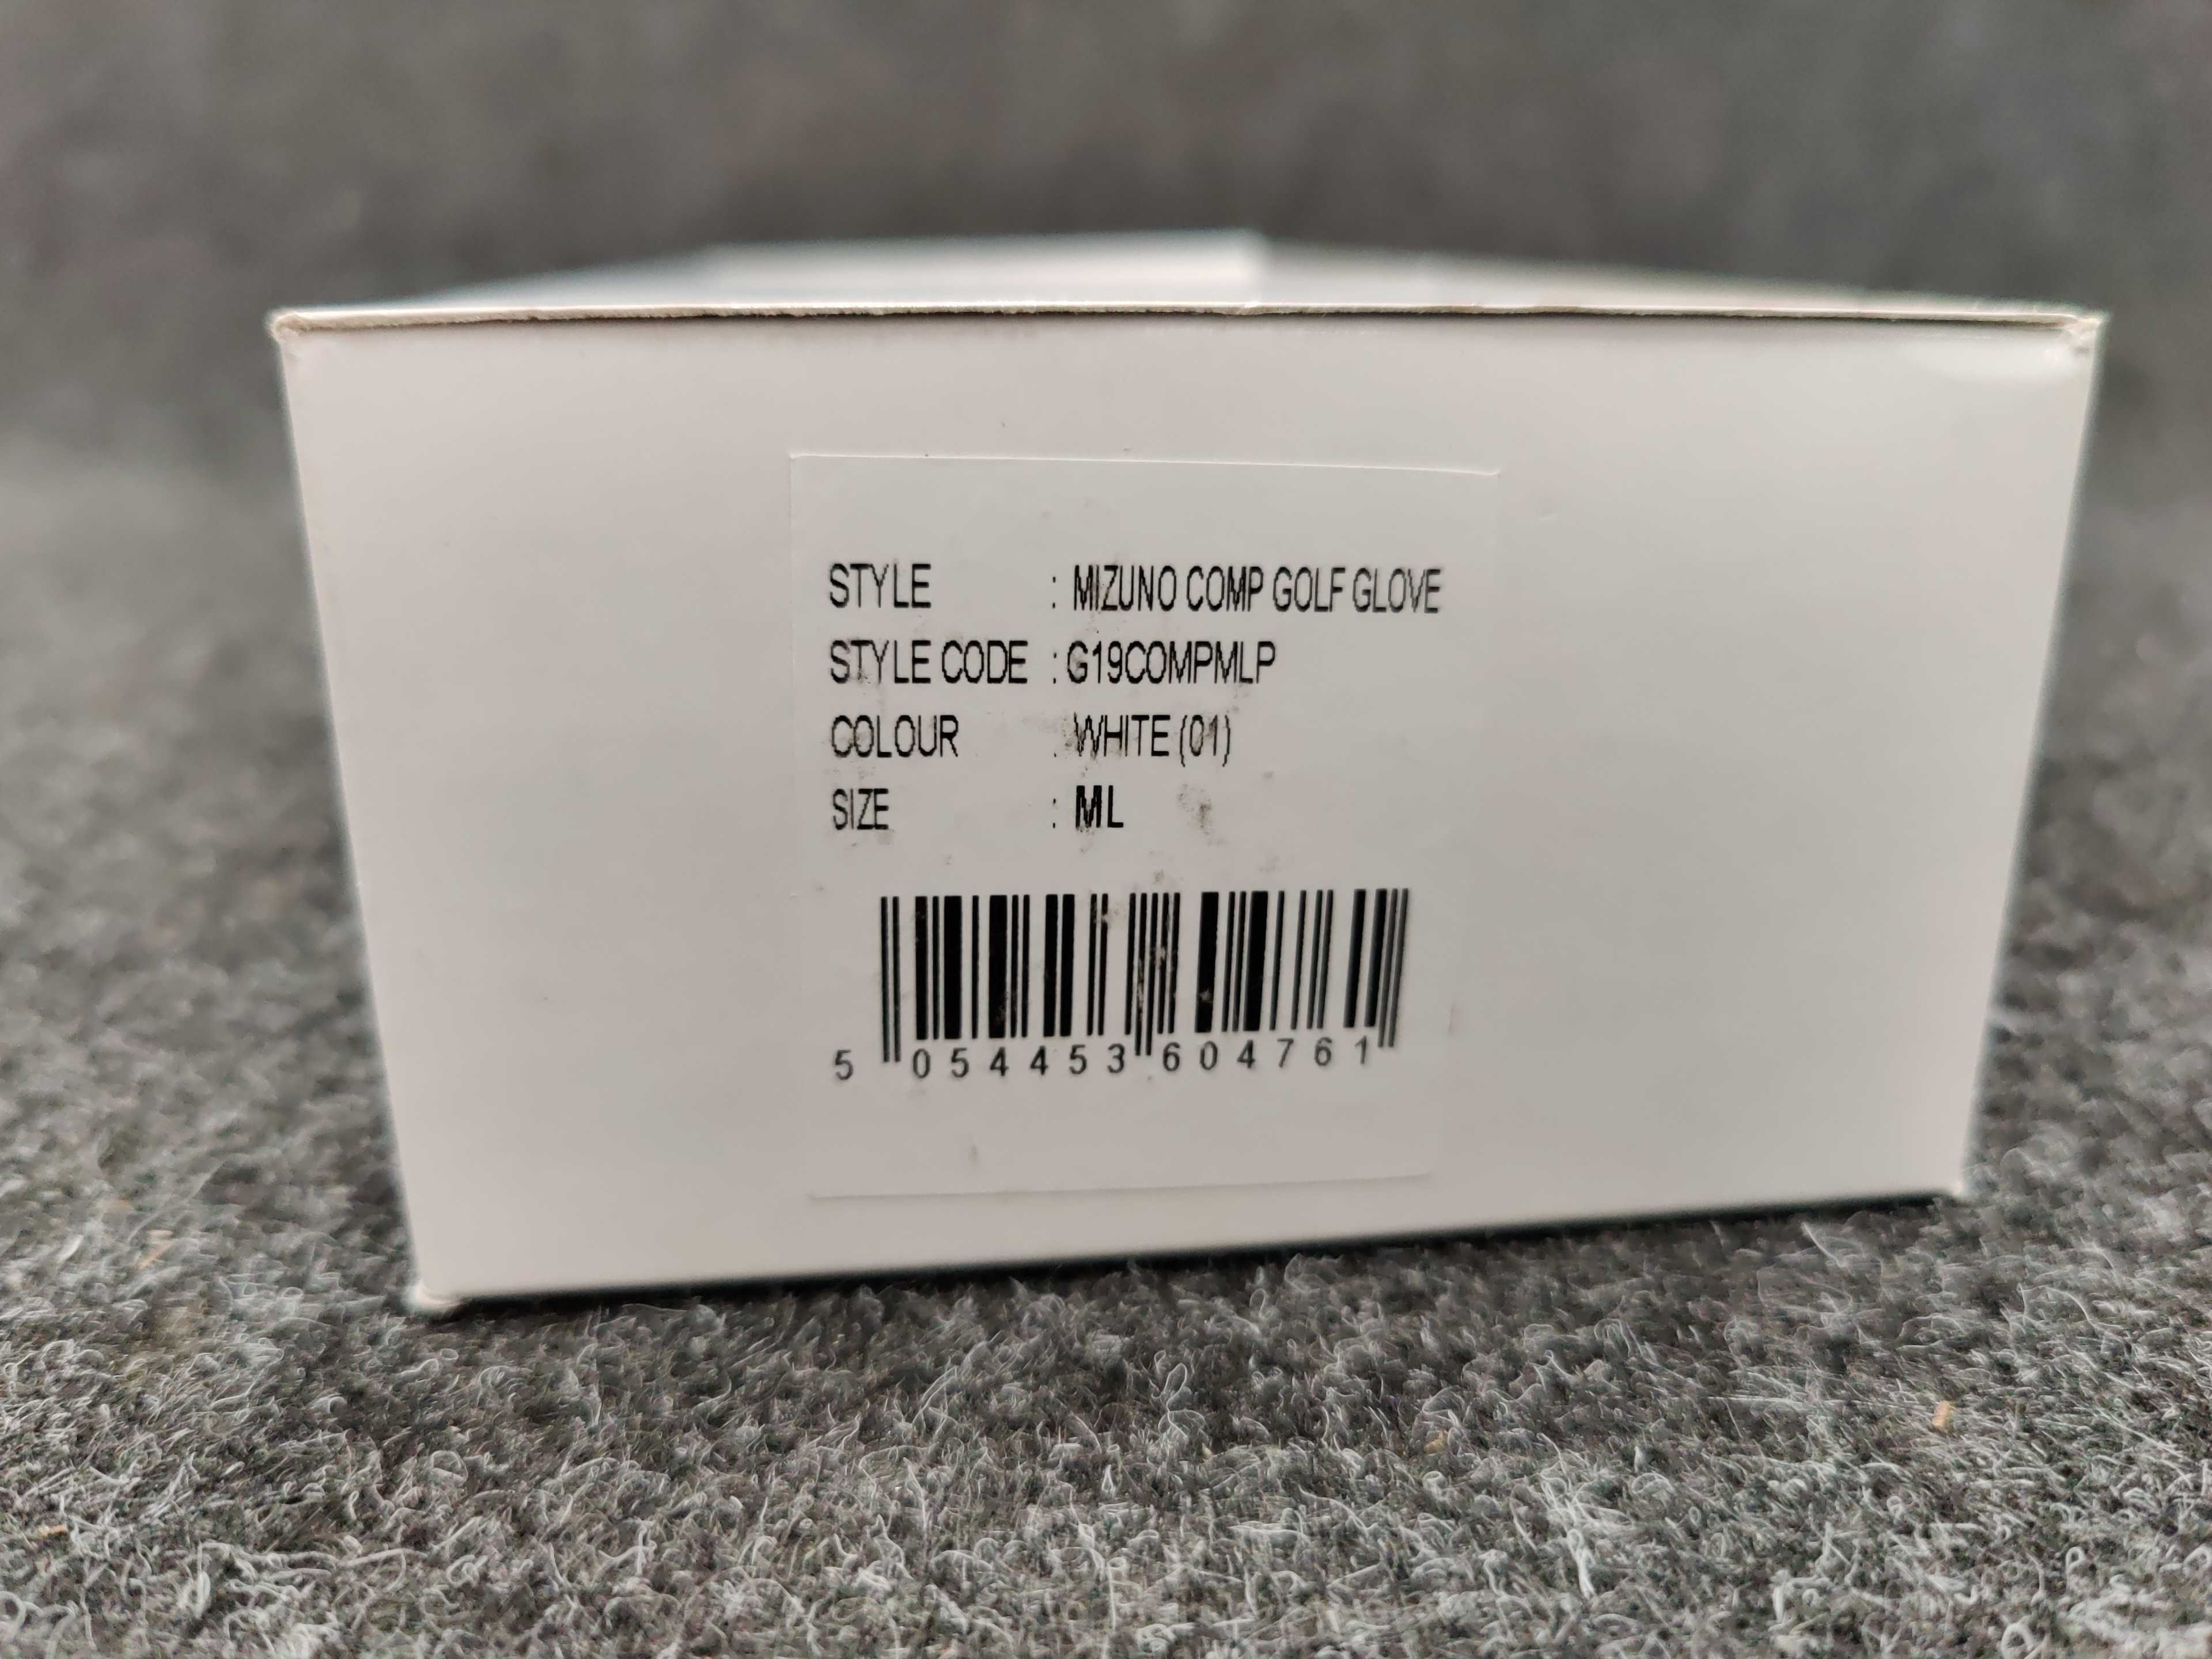 STYLE : MIZUNO COMP GOLF GLOVE
STYLE CODE : G19COMPMLP
COLOUR : WHITE (01)
SIZE : ML
5 054453 604761